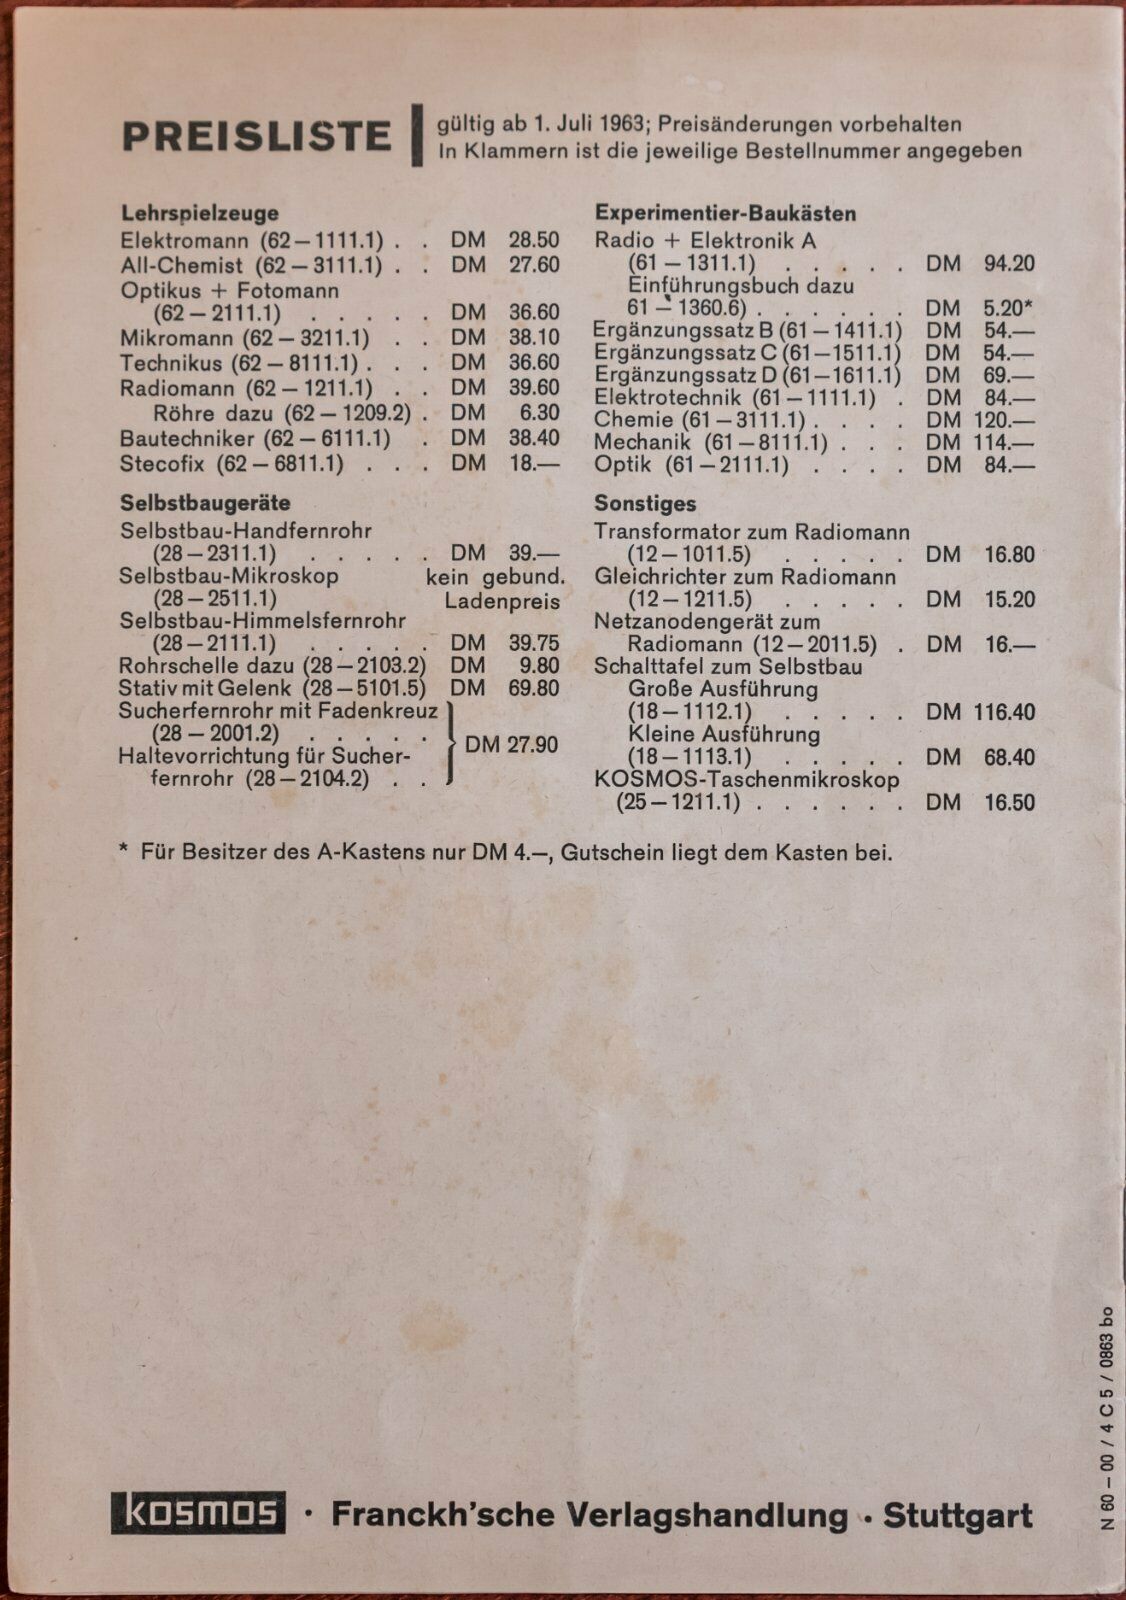 PREISLISTE
gültig ab 1. Juli 1963; Preisänderungen vorbehalten
In Klammern ist die jeweilige Bestellnummer angegeben
Lehrspielzeuge
Elektromann (62—1111.1) . . DM 28.50
All-Chemist (62—3111.1) . . DM 27.60
Optikus + Fotomann
(62—2111.1) . . . . . DM 36.60
Mikromann (62—3211.1) . . DM 38.10
Technikus (62—8111.1) . . . DM 36.60
Radiomann (62—1211.1) . . DM 39.60
Röhre dazu (62—1209.2) . DM 6.30
Bautechniker (62—6111.1) . DM 38.40
Stecofix (62—6811.1) . . . DM 18.—
Selbstbaugeräte
Selbstbau-Handfernrohr
(28—2311.1) . . . . . DM 39.—
Selbstbau-Mikroskop kein gebund.
(28—2511.1) Ladenpreis
Selbstbau-Himmelsfernrohr
(28—2111.1) . . . . . DM 39.75
Rohrschelle dazu (28—2103.2) DM 9.80
Stativ mit Gelenk (28—5101.5) DM 69.80
Sucherfernrohr mit Fadenkreuz
(28—2001.2) . . . . .
DM 27.90
Haltevorrichtung für Sucher-
fernrohr (28—2104.2) . .
Experimentier-Baukästen
Radio + Elektronik A
(61—1311.1) . . . . . DM 94.20
Einführungsbuch dazu
61—1360.6) . . . . . . DM 5.20*
Ergänzungssatz B (61—1411.1) DM 54.—
Ergänzungssatz C (61—1511.1) DM 54.—
Ergänzungssatz D (61—1611.1) DM 69.—
Elektrotechnik (61—1111.1) . DM 84.—
Chemie (61—3111.1) . . . . DM 120.—
Mechanik (61—8111.1) . . . DM 114.—
Optik (61—2111.1) . . . . DM 84.—
Sonstiges
Transformator zum Radiomann
(12—1011.5) . . . . . DM 16.80
Gleichrichter zum Radiomann
(12—1211.5) . . . . . DM 15.20
Netzanodengerät zum
Radiomann (12—2011.5) . DM 16.—
Schalttafel zum Selbstbau
Große Ausführung
(18—1112.1) . . . . . DM 116.40
Kleine Ausführung
(18—1113.1) . . . . . DM 68.40
KOSMOS-Taschenmikroskop
(25—1211.1) . . . . . . DM 16.50
* Für Besitzer des A-Kastens nur DM 4.—, Gutschein liegt dem Kasten bei.
KOSMOS · Franckh'sche Verlagshandlung · Stuttgart
N 60 — 00 / 4 C 5 / 0863 bo